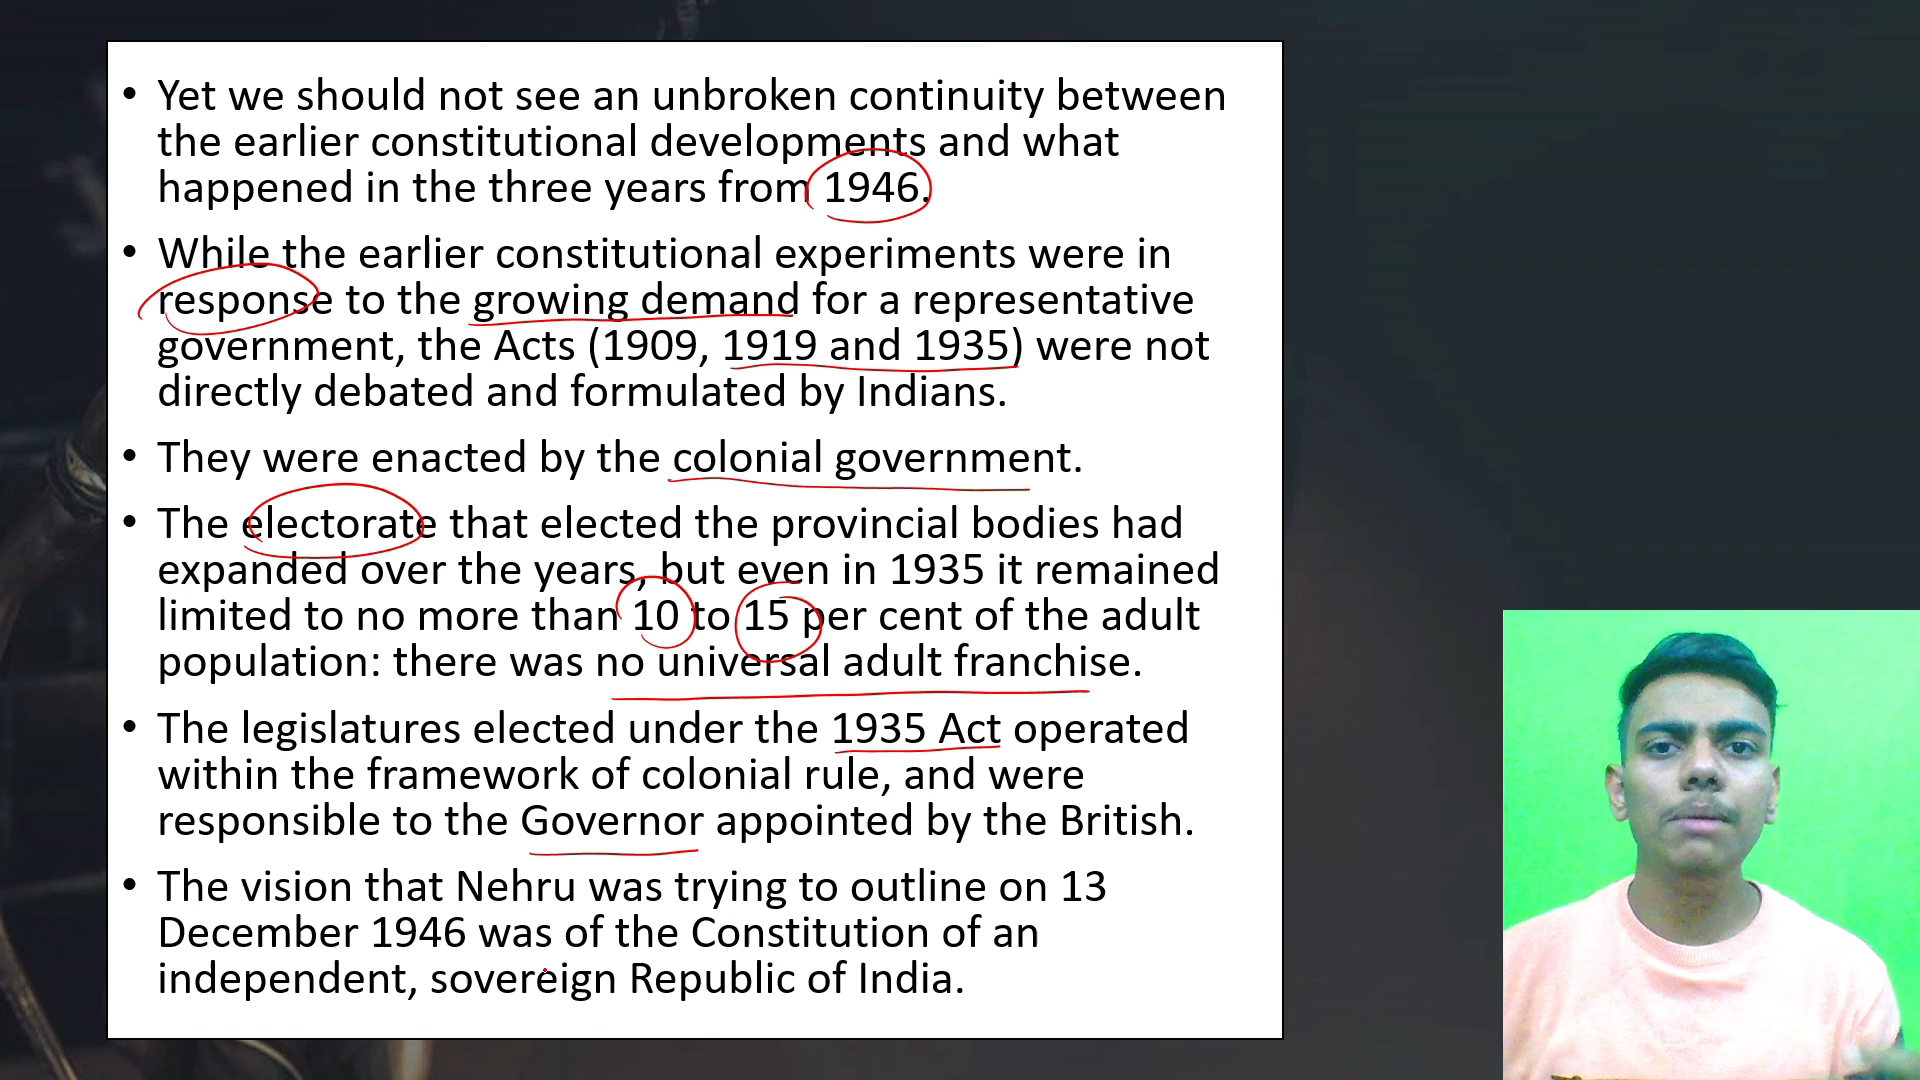 • Yet we should not see an unbroken continuity between
the earlier constitutional developments and what
happened in the three years from 1946.
• While the earlier constitutional experiments were in
response to the growing demand for a representative
government, the Acts (1909, 1919 and 1935) were not
directly debated and formulated by Indians.
• They were enacted by the colonial government.
• The electorate that elected the provincial bodies had
expanded over the years, but even in 1935 it remained
limited to no more than 10 to 15 per cent of the adult
population: there was no universal adult franchise.
• The legislatures elected under the 1935 Act operated
within the framework of colonial rule, and were
responsible to the Governor appointed by the British.
• The vision that Nehru was trying to outline on 13
December 1946 was of the Constitution of an
independent, sovereign Republic of India.